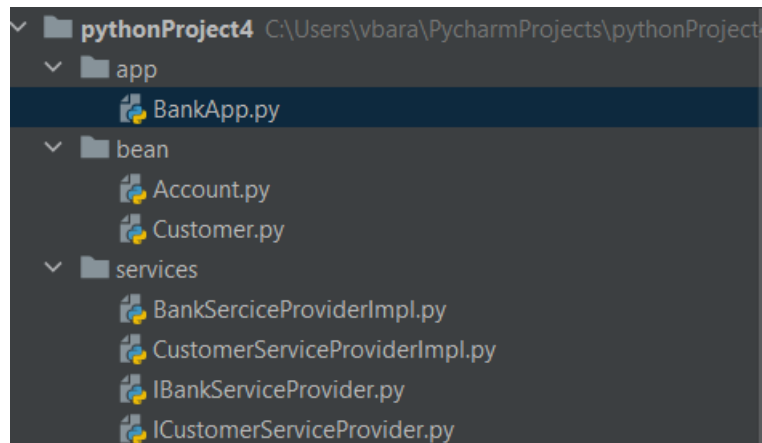 pythonProject4 C:\Users\vbara\PycharmProjects\pythonProject
app
BankApp.py
bean
Account.py
Customer.py
services
BankSerciceProviderImpl.py
CustomerServiceProviderImpl.py
IBankServiceProvider.py
ICustomerServiceProvider.py